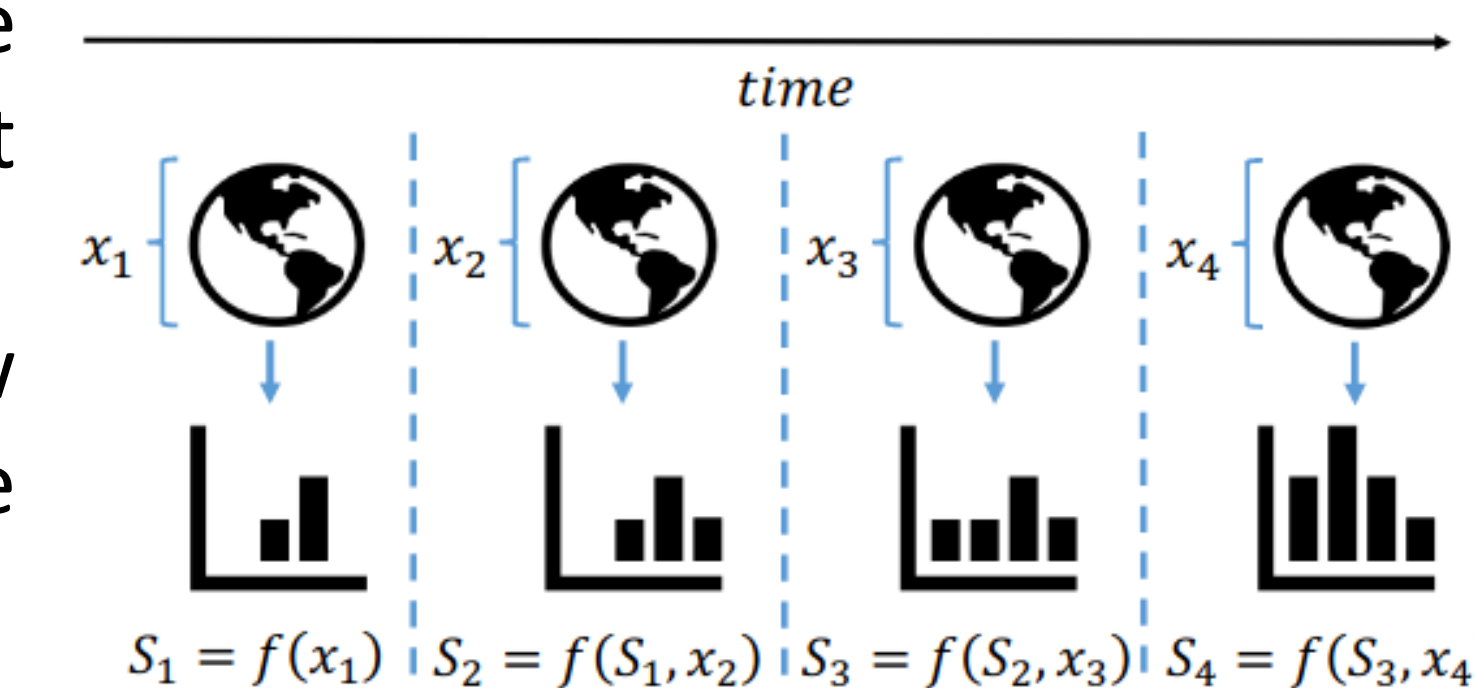 e
time
t
x₁ x₂ x₃ x₄
w
e
S₁ = f(x₁) S₂ = f(S₁, x₂) S₃ = f(S₂, x₃) S₄ = f(S₃, x₄